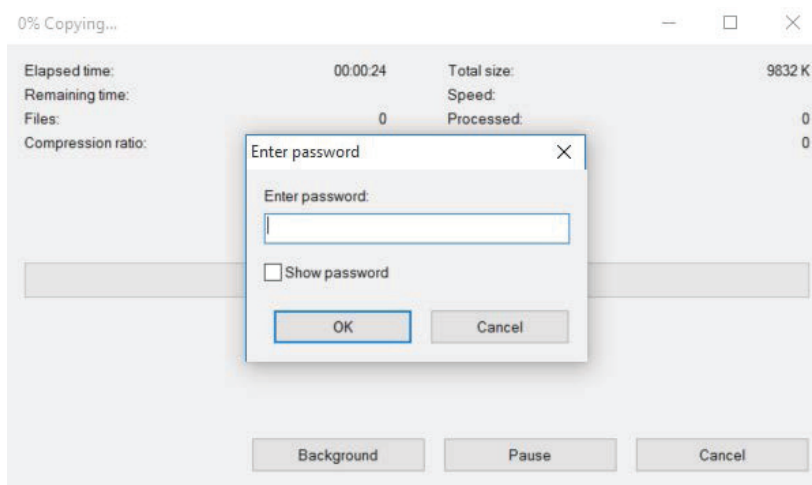 0% Copying...
Elapsed time: 00:00:24 Total size: 9832 K
Remaining time: Speed:
Files: 0 Processed: 0
Compression ratio: 0
Enter password
Enter password:
Show password
OK Cancel
Background Pause Cancel